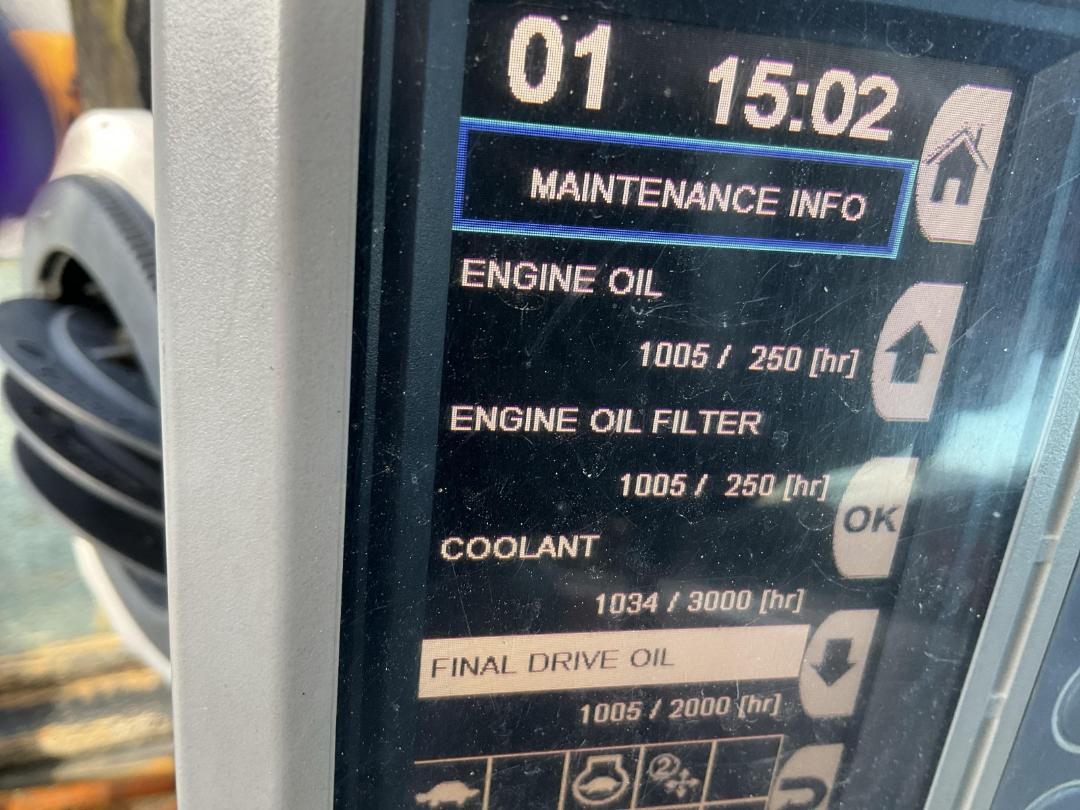 01 15:02
MAINTENANCE INFO
ENGINE OIL
1005 / 250 [hr]
ENGINE OIL FILTER
1005 / 250 [hr]
OK
COOLANT
1034 / 3000 [hr]
FINAL DRIVE OIL
1005 / 2000 [hr]
2